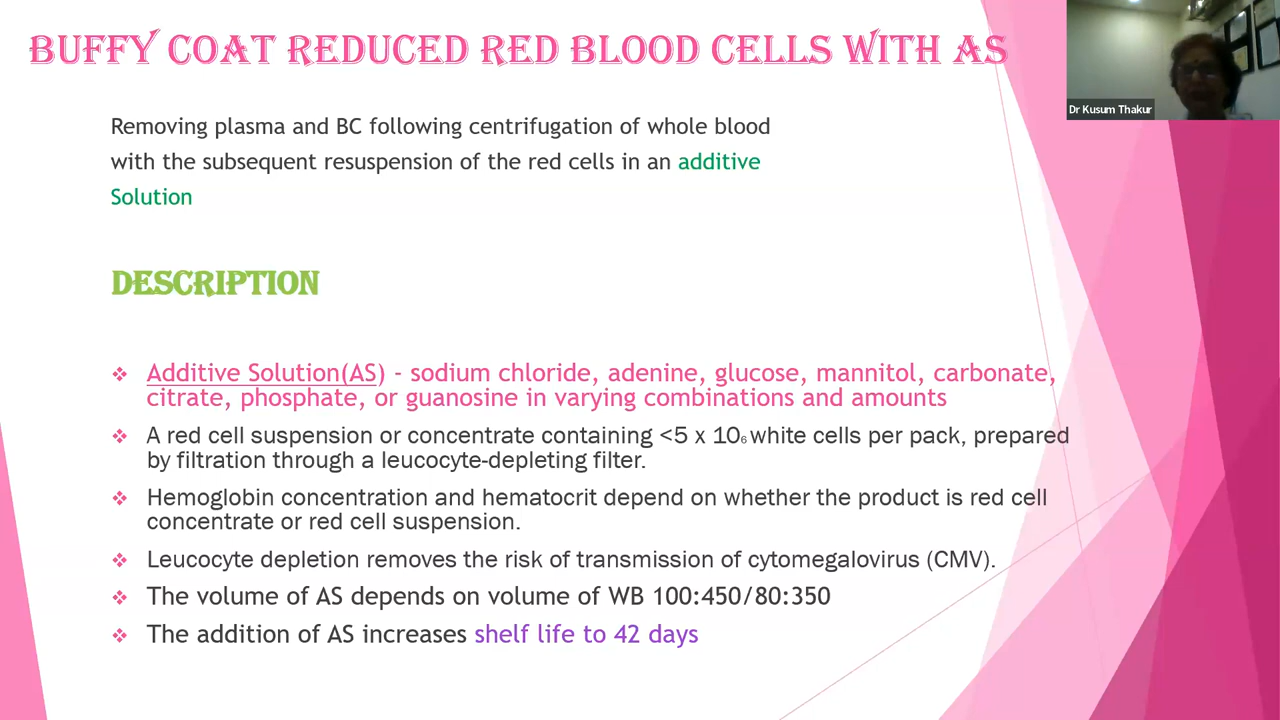 BUFFY COAT REDUCED RED BLOOD CELLS WITH AS
Dr Kusum Thakur
Removing plasma and BC following centrifugation of whole blood
with the subsequent resuspension of the red cells in an additive
Solution
DESCRIPTION
❖ Additive Solution(AS) - sodium chloride, adenine, glucose, mannitol, carbonate,
citrate, phosphate, or guanosine in varying combinations and amounts
❖ A red cell suspension or concentrate containing <5 x 10₆ white cells per pack, prepared
by filtration through a leucocyte-depleting filter.
❖ Hemoglobin concentration and hematocrit depend on whether the product is red cell
concentrate or red cell suspension.
❖ Leucocyte depletion removes the risk of transmission of cytomegalovirus (CMV).
❖ The volume of AS depends on volume of WB 100:450/80:350
❖ The addition of AS increases shelf life to 42 days